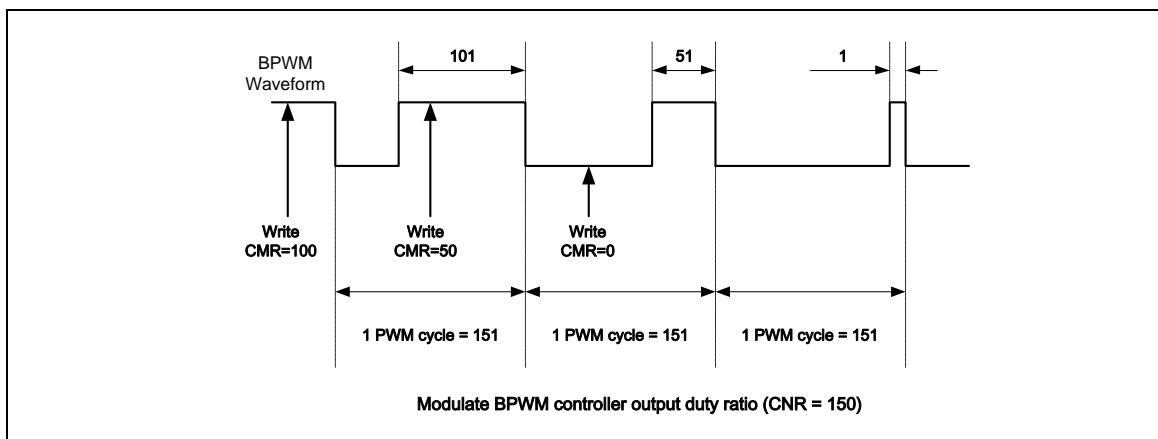 101
51
1
BPWM
Waveform
Write
CMR=100
Write
CMR=50
Write
CMR=0
1 PWM cycle = 151
1 PWM cycle = 151
1 PWM cycle = 151
Modulate BPWM controller output duty ratio (CNR = 150)